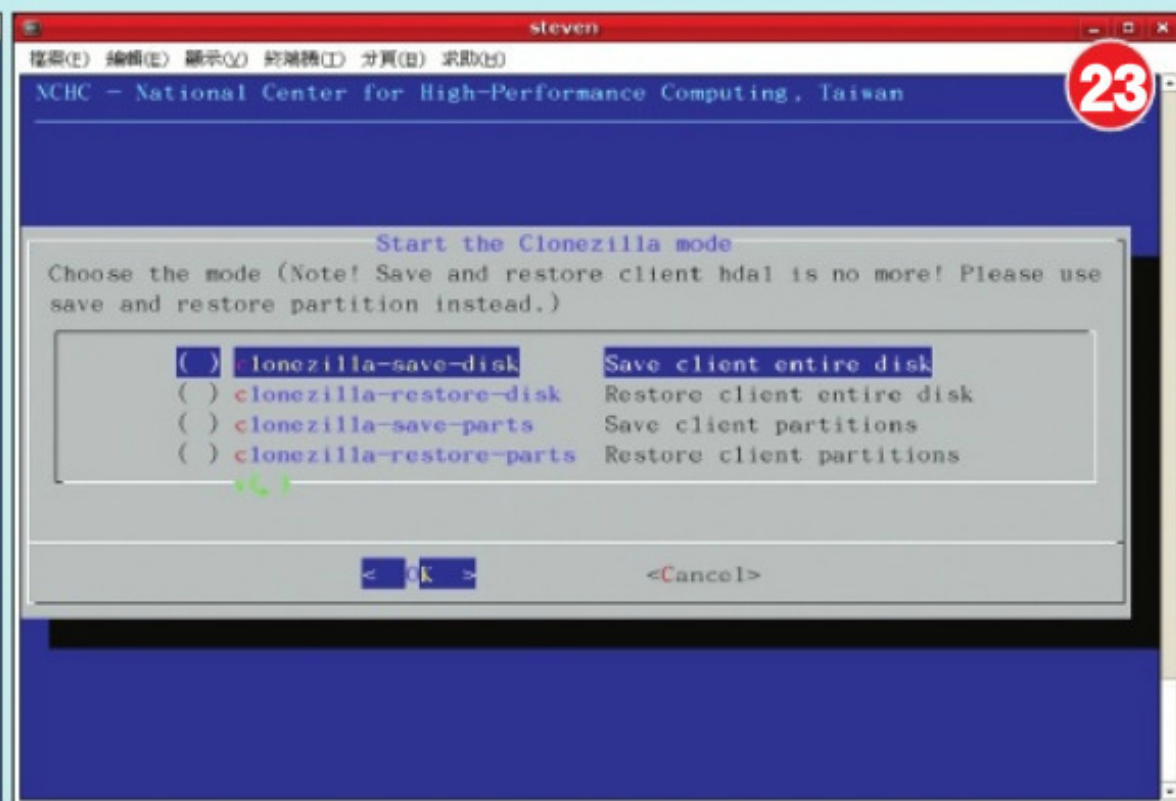 steven
檔案(F) 編輯(E) 顯示(V) 終端機(T) 分頁(B) 求助(H)
NCHC - National Center for High-Performance Computing, Taiwan
23
Start the Clonezilla mode
Choose the mode (Note! Save and restore client hda1 is no more! Please use
save and restore partition instead.)
( ) clonezilla-save-disk Save client entire disk
( ) clonezilla-restore-disk Restore client entire disk
( ) clonezilla-save-parts Save client partitions
( ) clonezilla-restore-parts Restore client partitions
< OK > <Cancel>